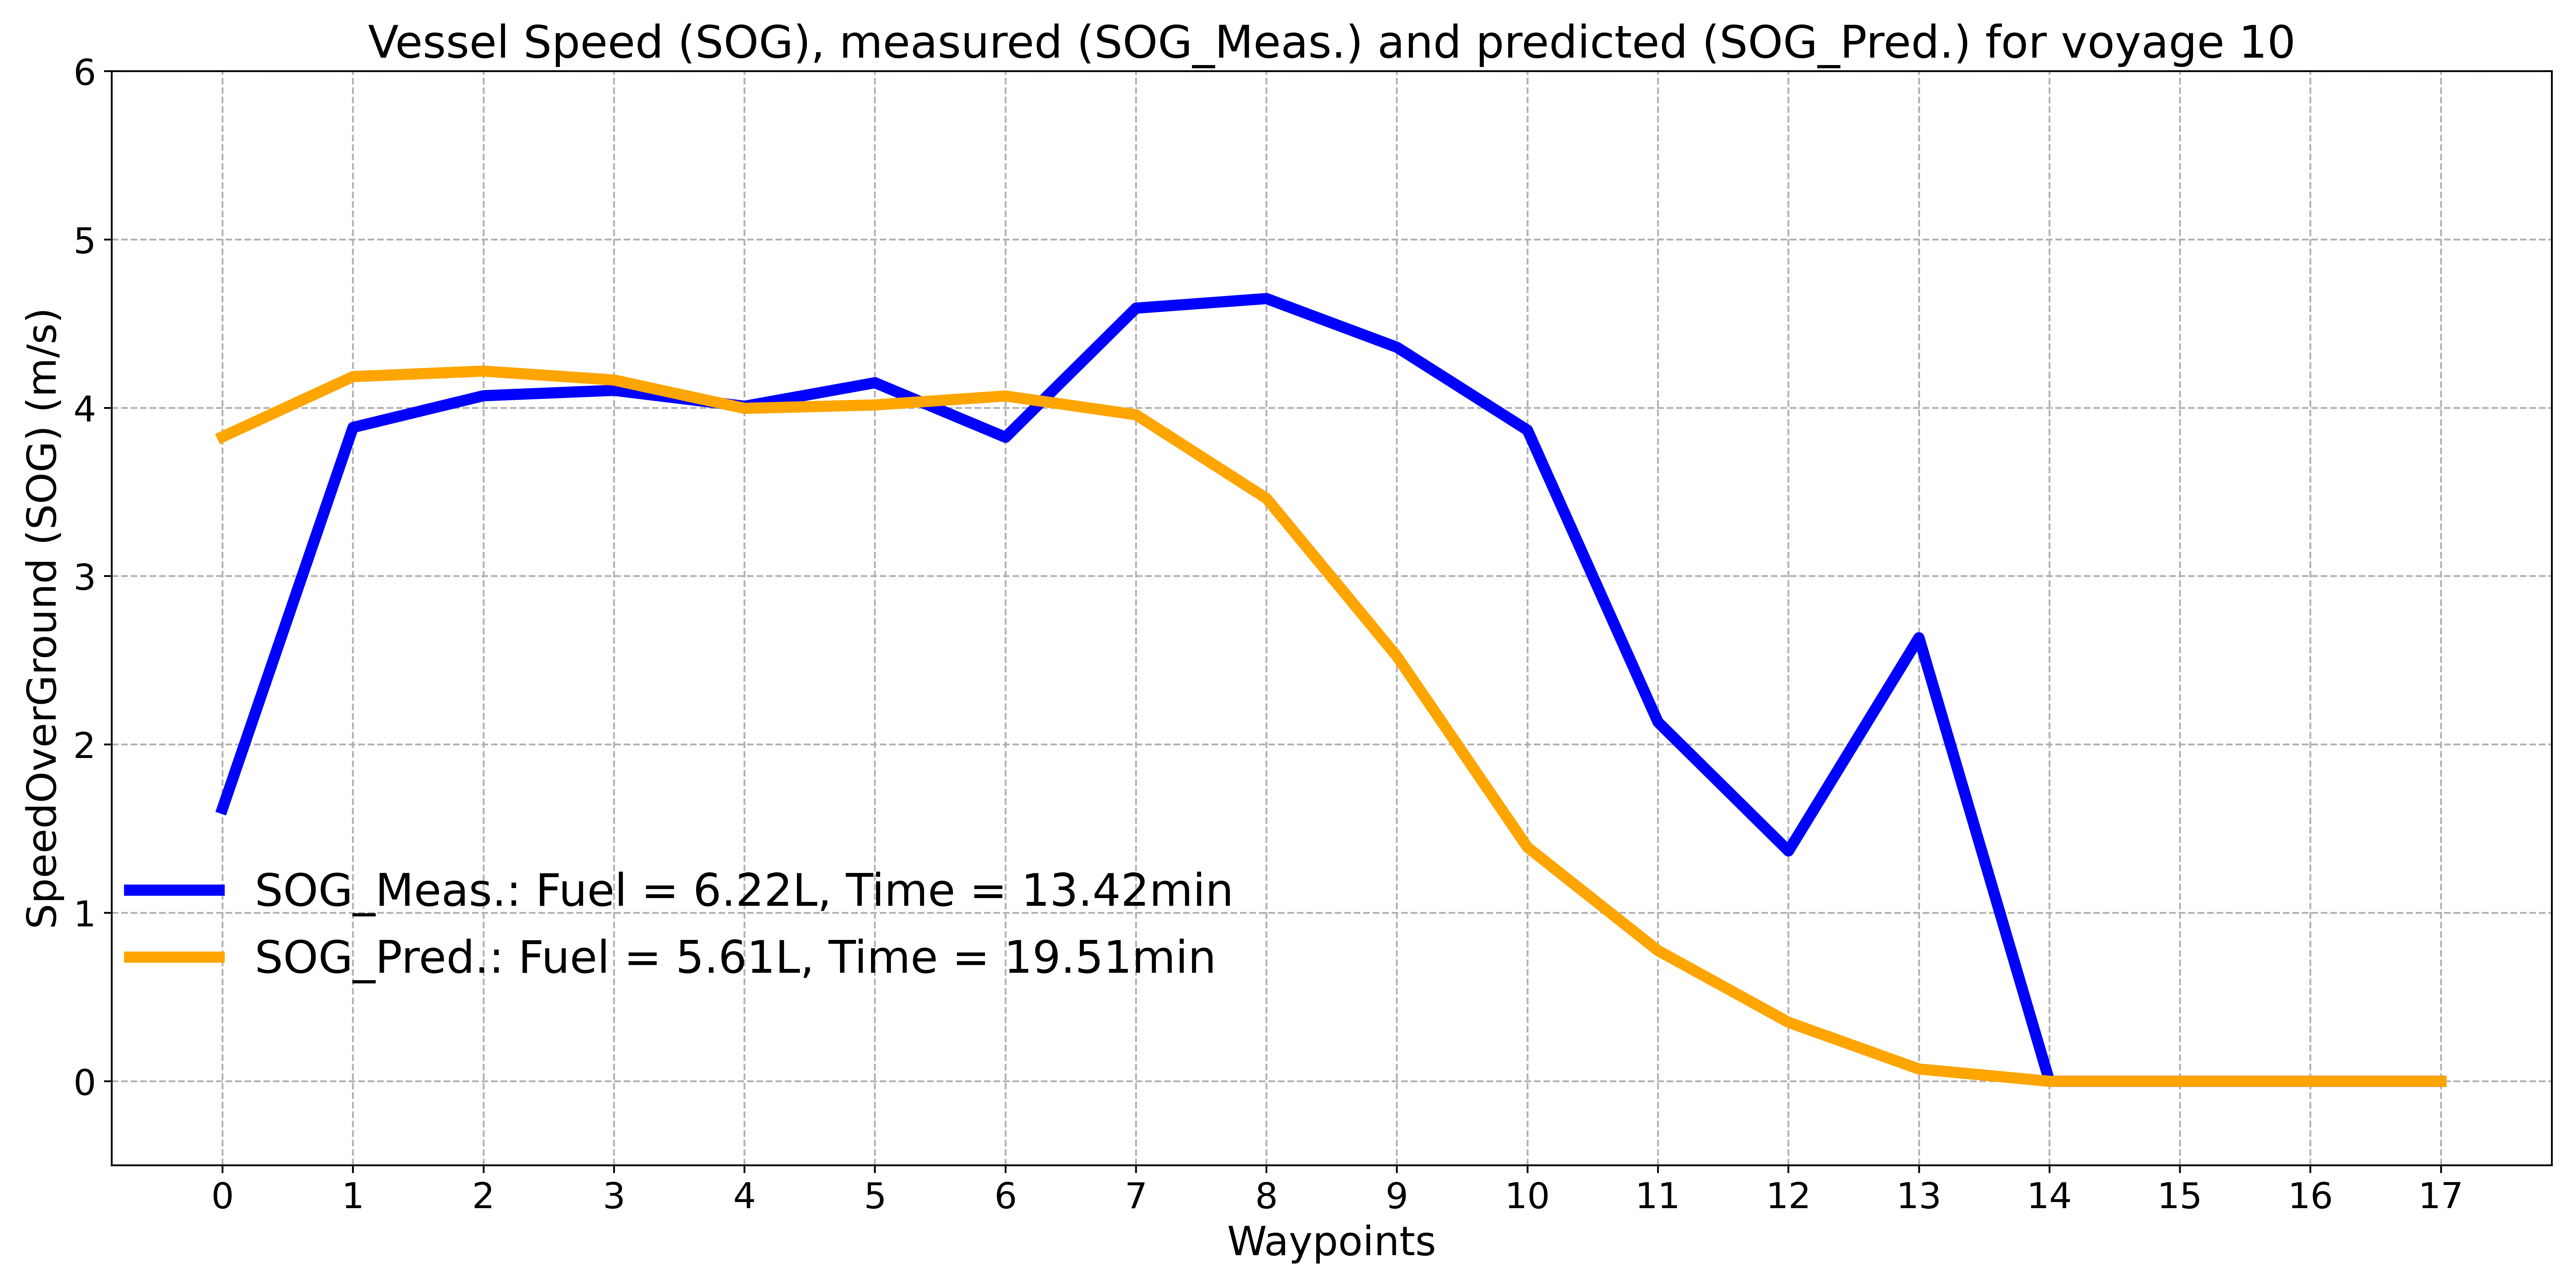 Vessel Speed (SOG), measured (SOG_Meas.) and predicted (SOG_Pred.) for voyage 10
SpeedOverGround (SOG) (m/s)
6
5
4
3
2
1
0
SOG_Meas.: Fuel = 6.22L, Time = 13.42min
SOG_Pred.: Fuel = 5.61L, Time = 19.51min
0 1 2 3 4 5 6 7 8 9 10 11 12 13 14 15 16 17
Waypoints